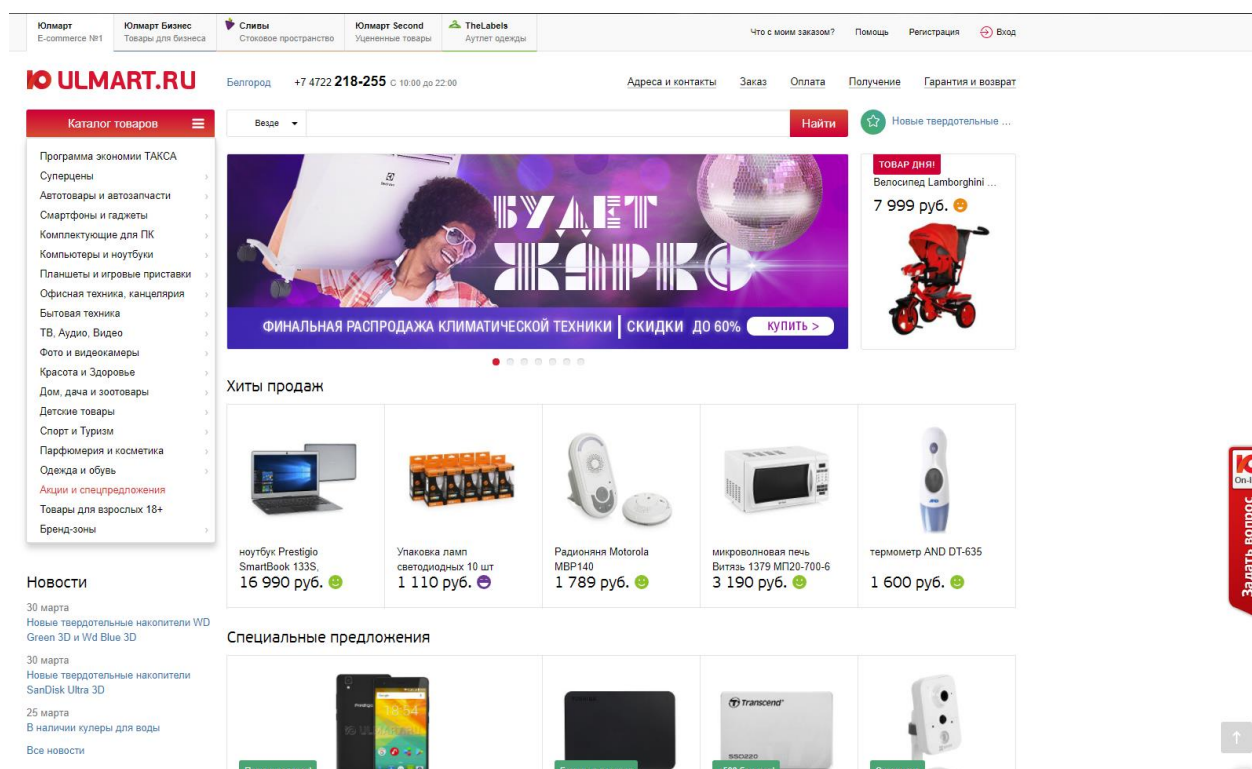 Юлмарт
E-commerce №1
Юлмарт Бизнес
Товары для бизнеса
Сливы
Стоковое пространство
Юлмарт Second
Уцененные товары
TheLabels
Аутлет одежды
Что с моим заказом?
Помощь
Регистрация
Вход
Ю ULMART.RU
Белгород
+7 4722 218-255 С 10:00 до 22:00
Адреса и контакты
Заказ
Оплата
Получение
Гарантия и возврат
Каталог товаров
Везде
Найти
Новые твердотельные ...
Программа экономии ТАКСА
Суперцены
Автотовары и автозапчасти
Смартфоны и гаджеты
Комплектующие для ПК
Компьютеры и ноутбуки
Планшеты и игровые приставки
Офисная техника, канцелярия
Бытовая техника
ТВ, Аудио, Видео
Фото и видеокамеры
Красота и Здоровье
Дом, дача и зоотовары
Детские товары
Спорт и Туризм
Парфюмерия и косметика
Одежда и обувь
Акции и спецпредложения
Товары для взрослых 18+
Бренд-зоны
БУДЕТ
ЖАРКО
ФИНАЛЬНАЯ РАСПРОДАЖА КЛИМАТИЧЕСКОЙ ТЕХНИКИ | СКИДКИ ДО 60%
КУПИТЬ >
ТОВАР ДНЯ!
Велосипед Lamborghini ...
7 999 руб.
Хиты продаж
ноутбук Prestigio
SmartBook 133S,
16 990 руб.
Упаковка ламп
светодиодных 10 шт
1 110 руб.
Радионяня Motorola
MBP140
1 789 руб.
микроволновая печь
Витязь 1379 МП20-700-6
3 190 руб.
термометр AND DT-635
1 600 руб.
Новости
30 марта
Новые твердотельные накопители WD
Green 3D и Wd Blue 3D
30 марта
Новые твердотельные накопители
SanDisk Ultra 3D
25 марта
В наличии кулеры для воды
Все новости
Специальные предложения
Prestigio
18:54
Transcend
SSD220
Задать вопрос